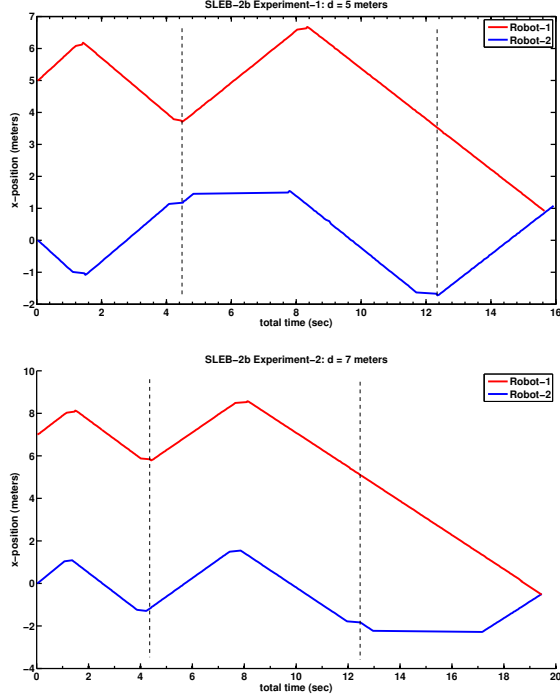 SLEB−2b Experiment−1: d = 5 meters
7
6
5
4
3
2
1
0
−1
−2
x−position (meters)
Robot−1
Robot−2
0 2 4 6 8 10 12 14 16
total time (sec)
SLEB−2b Experiment−2: d = 7 meters
10
8
6
4
2
0
−2
−4
x−position (meters)
Robot−1
Robot−2
0 2 4 6 8 10 12 14 16 18 20
total time (sec)